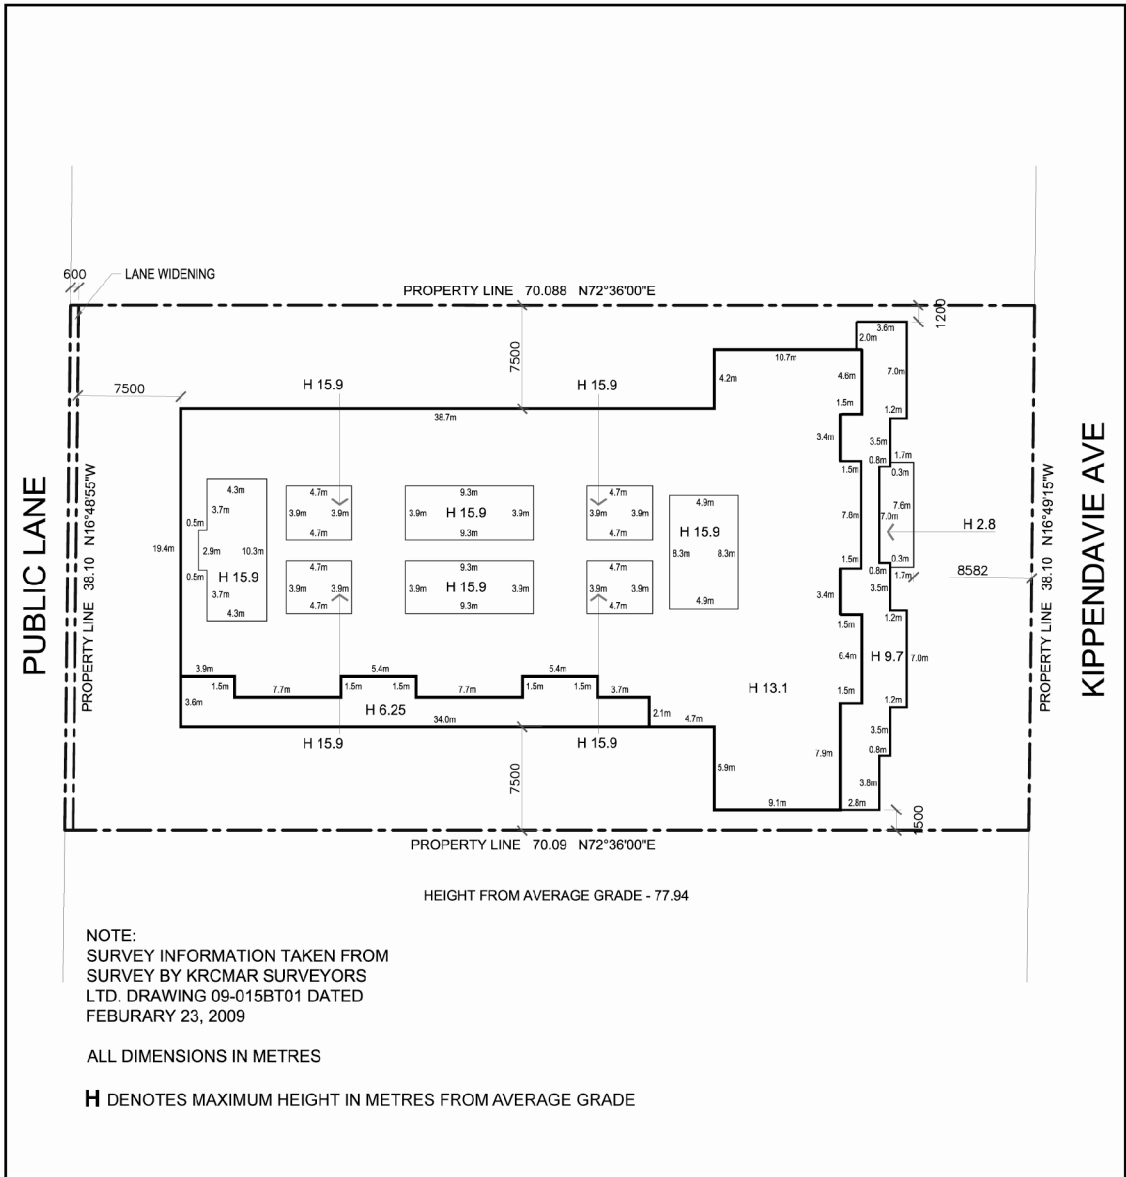 600
LANE WIDENING
PROPERTY LINE 70.088 N72°36'00"E
1200
3.6m
2.0m
7500
10.7m
4.6m
7.0m
7500
H 15.9
H 15.9
4.2m
1.5m
1.2m
38.7m
3.4m
3.5m
0.8m
1.7m
1.5m
0.3m
PUBLIC LANE
PROPERTY LINE 38.10 N16°48'55"W
19.4m
4.3m
3.7m
0.5m
2.9m
10.3m
0.5m
H 15.9
3.7m
4.3m
4.7m
3.9m
3.9m
4.7m
9.3m
3.9m
H 15.9
3.9m
9.3m
4.7m
3.9m
3.9m
4.7m
4.9m
H 15.9
8.3m
8.3m
4.9m
4.7m
3.9m
3.9m
4.7m
9.3m
3.9m
H 15.9
3.9m
9.3m
4.7m
3.9m
3.9m
4.7m
7.8m
7.0m
7.6m
H 2.8
1.5m
0.3m
0.8m
1.7m
8582
3.4m
3.5m
1.5m
1.2m
PROPERTY LINE 38.10 N16°49'15"W
KIPPENDAVIE AVE
6.4m
H 9.7
7.0m
3.9m
1.5m
7.7m
5.4m
1.5m
1.5m
7.7m
5.4m
1.5m
1.5m
3.7m
3.6m
H 6.25
34.0m
2.1m
4.7m
H 13.1
1.5m
1.2m
3.5m
0.8m
H 15.9
H 15.9
7500
5.9m
7.9m
3.8m
9.1m
2.8m
1500
PROPERTY LINE 70.09 N72°36'00"E
HEIGHT FROM AVERAGE GRADE - 77.94
NOTE:
SURVEY INFORMATION TAKEN FROM
SURVEY BY KRCMAR SURVEYORS
LTD. DRAWING 09-015BT01 DATED
FEBURARY 23, 2009
ALL DIMENSIONS IN METRES
H DENOTES MAXIMUM HEIGHT IN METRES FROM AVERAGE GRADE